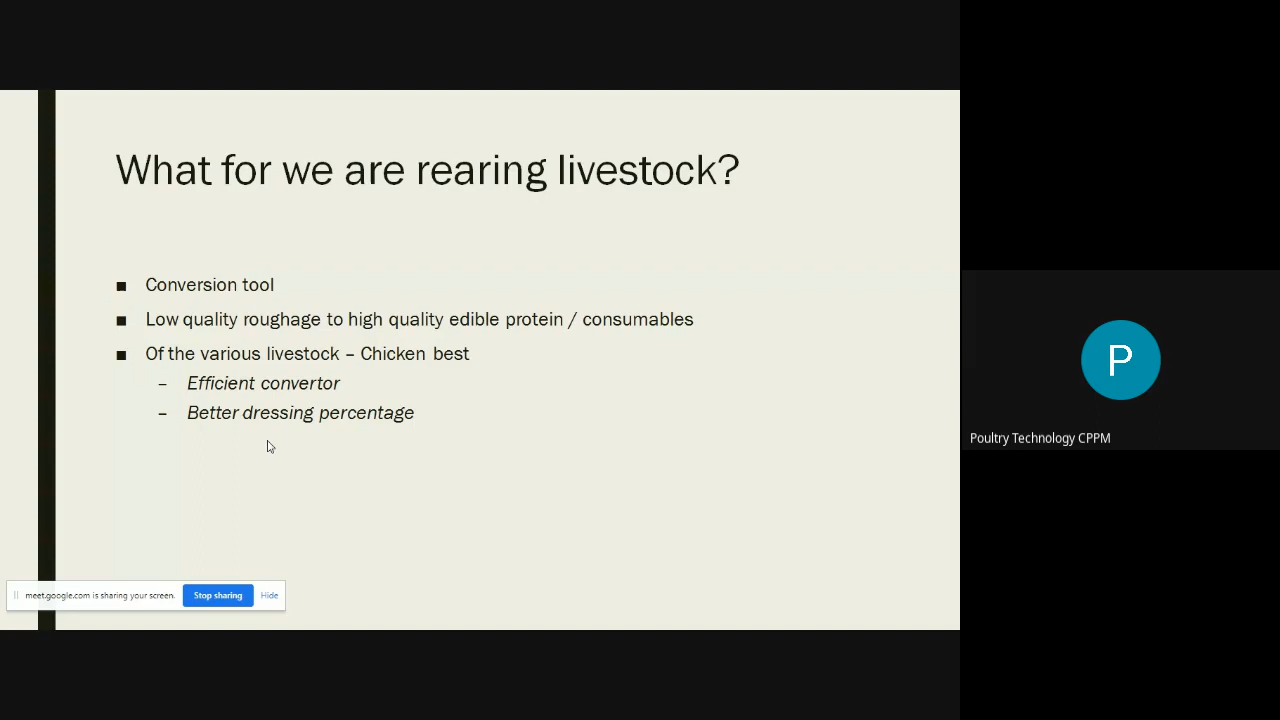 What for we are rearing livestock?
■ Conversion tool
■ Low quality roughage to high quality edible protein / consumables
■ Of the various livestock – Chicken best
– Efficient convertor
– Better dressing percentage
meet.google.com is sharing your screen. Stop sharing Hide
P
Poultry Technology CPPM